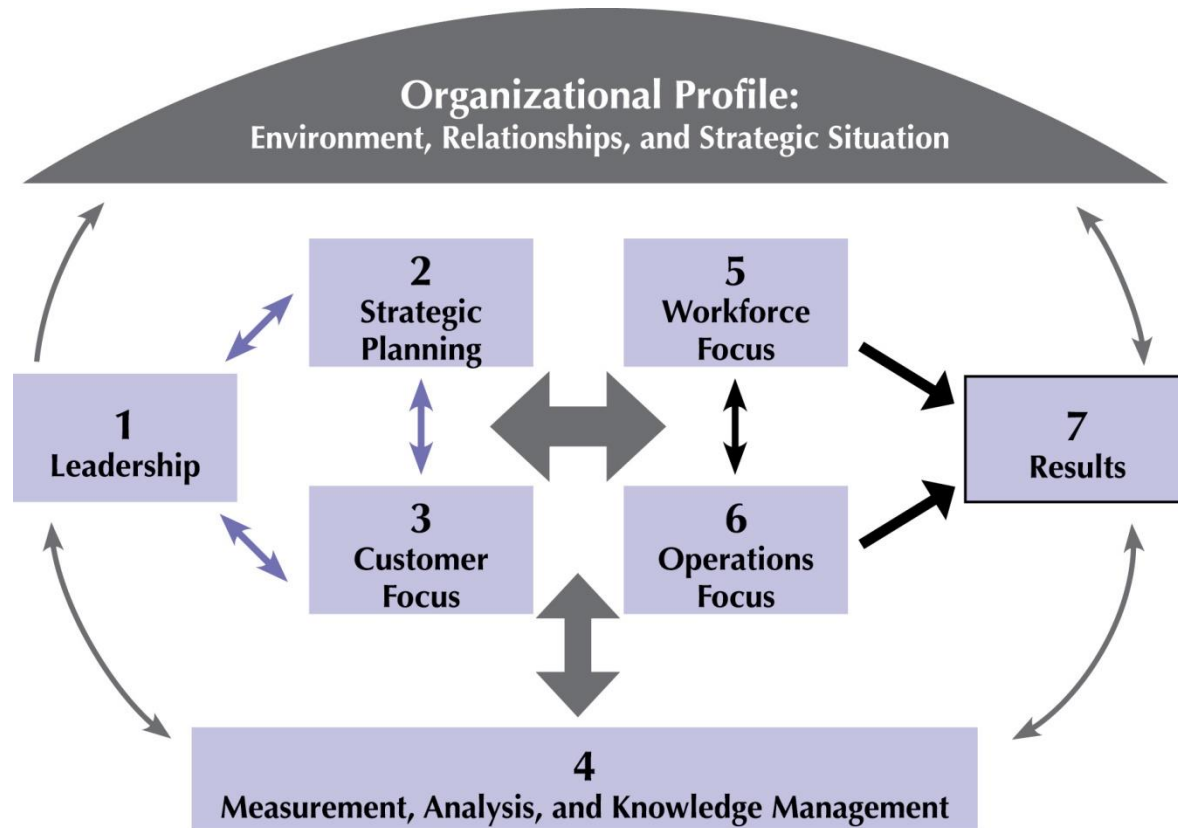 Organizational Profile:
Environment, Relationships, and Strategic Situation
2
Strategic
Planning
5
Workforce
Focus
1
Leadership
7
Results
3
Customer
Focus
6
Operations
Focus
4
Measurement, Analysis, and Knowledge Management